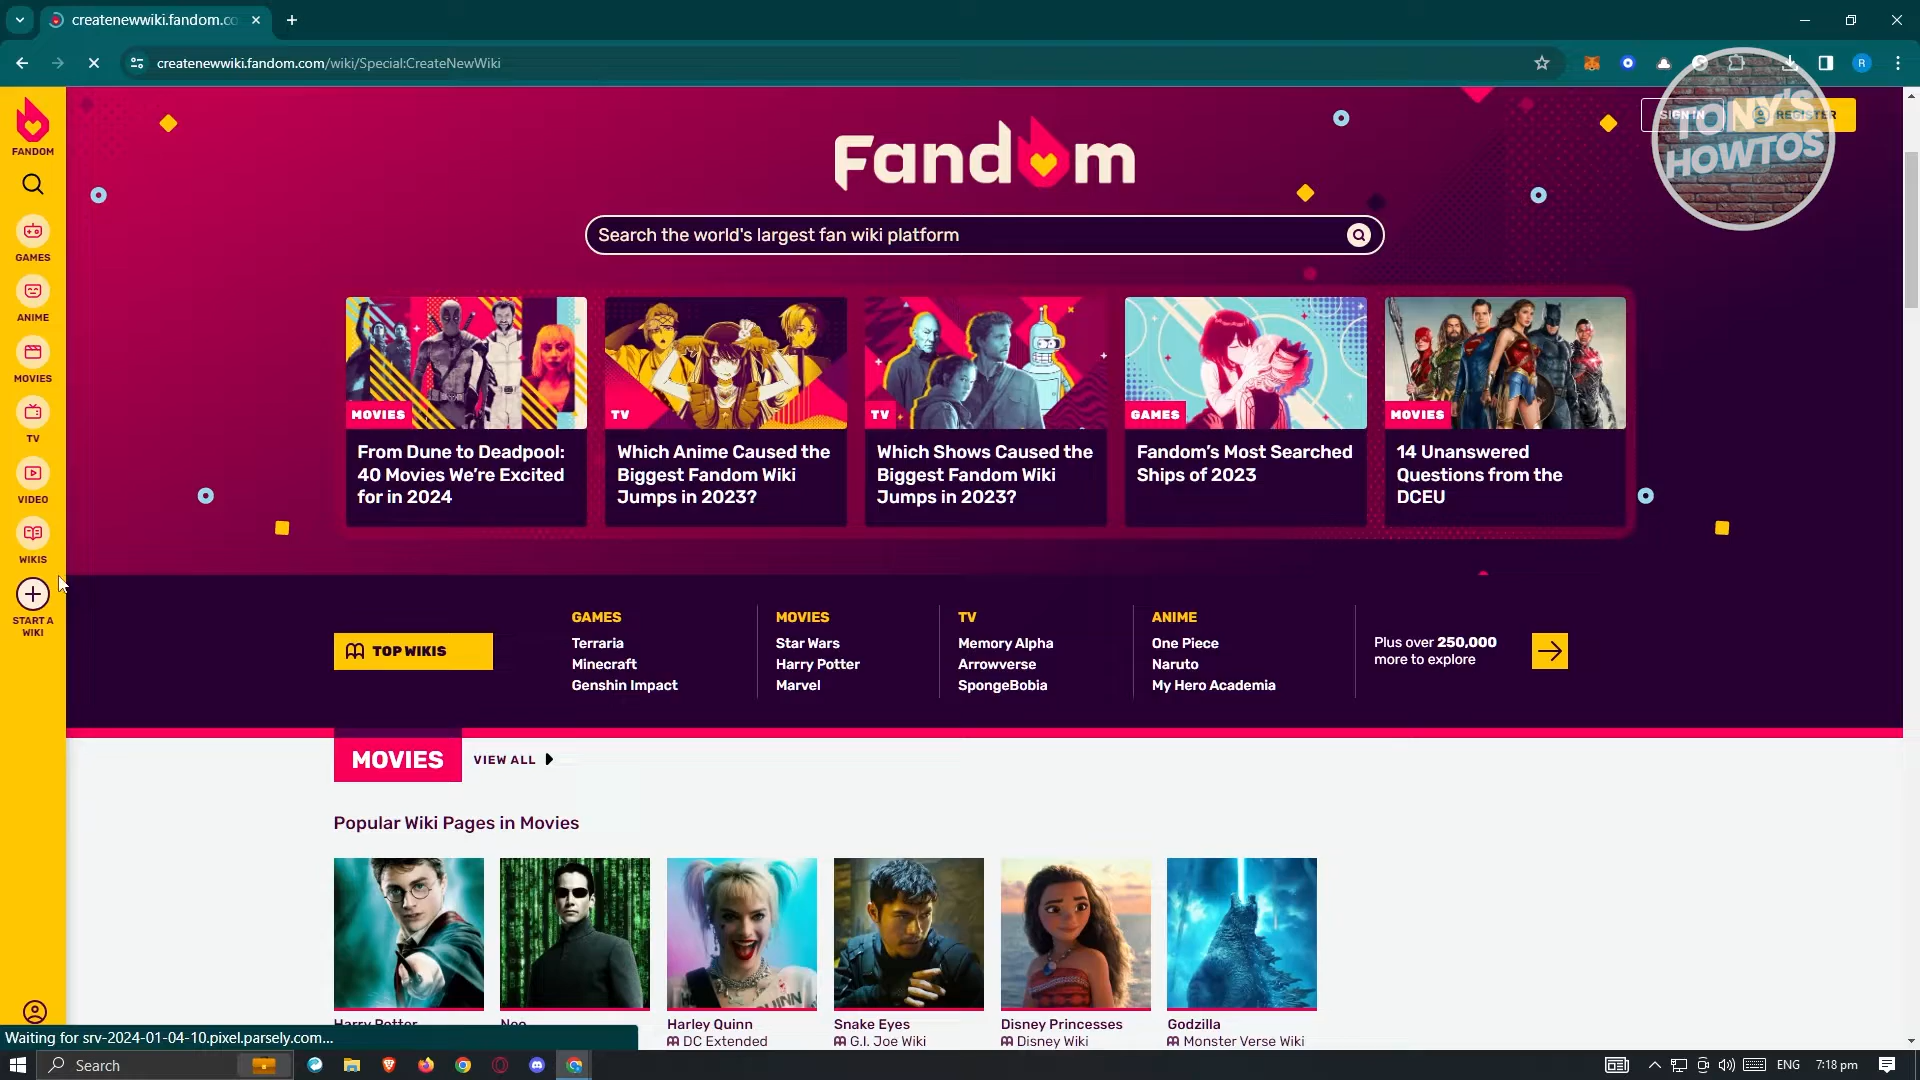 createnewwiki.fandom.co
createnewwiki.fandom.com/wiki/Special:CreateNewWiki
FANDOM
GAMES
ANIME
MOVIES
TV
VIDEO
WIKIS
START A
WIKI
Fandom
SIGN IN
REGISTER
TONY'S
HOWTOS
Search the world's largest fan wiki platform
MOVIES
From Dune to Deadpool:
40 Movies We're Excited
for in 2024
TV
Which Anime Caused the
Biggest Fandom Wiki
Jumps in 2023?
TV
Which Shows Caused the
Biggest Fandom Wiki
Jumps in 2023?
GAMES
Fandom's Most Searched
Ships of 2023
MOVIES
14 Unanswered
Questions from the
DCEU
TOP WIKIS
GAMES
Terraria
Minecraft
Genshin Impact
MOVIES
Star Wars
Harry Potter
Marvel
TV
Memory Alpha
Arrowverse
SpongeBobia
ANIME
One Piece
Naruto
My Hero Academia
Plus over 250,000
more to explore
MOVIES VIEW ALL
Popular Wiki Pages in Movies
Harry Potter
Neo
Harley Quinn
DC Extended
Snake Eyes
G.I. Joe Wiki
Disney Princesses
Disney Wiki
Godzilla
Monster Verse Wiki
Waiting for srv-2024-01-04-10.pixel.parsely.com...
Search
ENG
7:18 pm